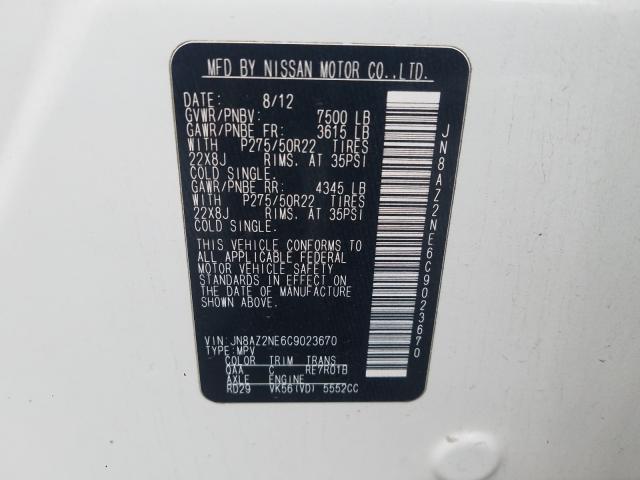 MFD BY NISSAN MOTOR CO.,LTD.
DATE: 8/12
GVWR/PNBV: 7500 LB
GAWR/PNBE FR: 3615 LB
WITH P275/50R22 TIRES
22X8J RIMS. AT 35PSI
COLD SINGLE.
GAWR/PNBE RR: 4345 LB
WITH P275/50R22 TIRES
22X8J RIMS. AT 35PSI
COLD SINGLE.
THIS VEHICLE CONFORMS TO
ALL APPLICABLE FEDERAL
MOTOR VEHICLE SAFETY
STANDARDS IN EFFECT ON
THE DATE OF MANUFACTURE
SHOWN ABOVE.
VIN:JN8AZ2NE6C9023670
TYPE:MPV
COLOR TRIM TRANS
QAA C RE7R01B
AXLE ENGINE
RD29 VK56(VD) 5552CC
JN8AZ2NE6C9023670